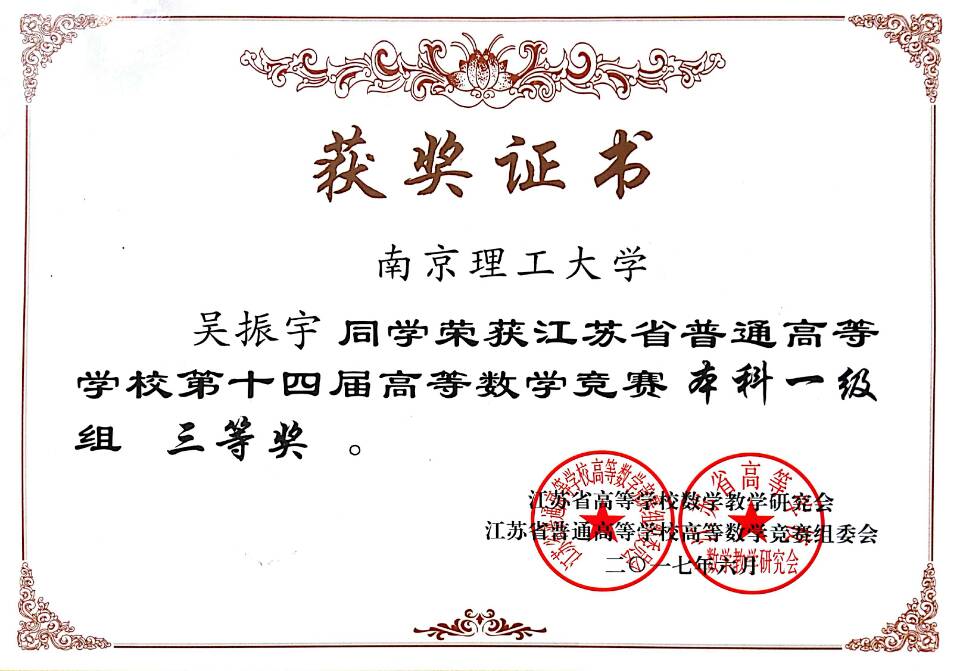 获奖证书
南京理工大学
吴振宇同学荣获江苏省普通高等
学校第十四届高等数学竞赛本科一级
组 三等奖 。
江苏省高等学校数学教学研究会
江苏省普通高等学校高等数学竞赛组委会
二〇一七年六月
江苏省普通高等学校高等数学竞赛组委会
江苏省高等学校
数学教学研究会